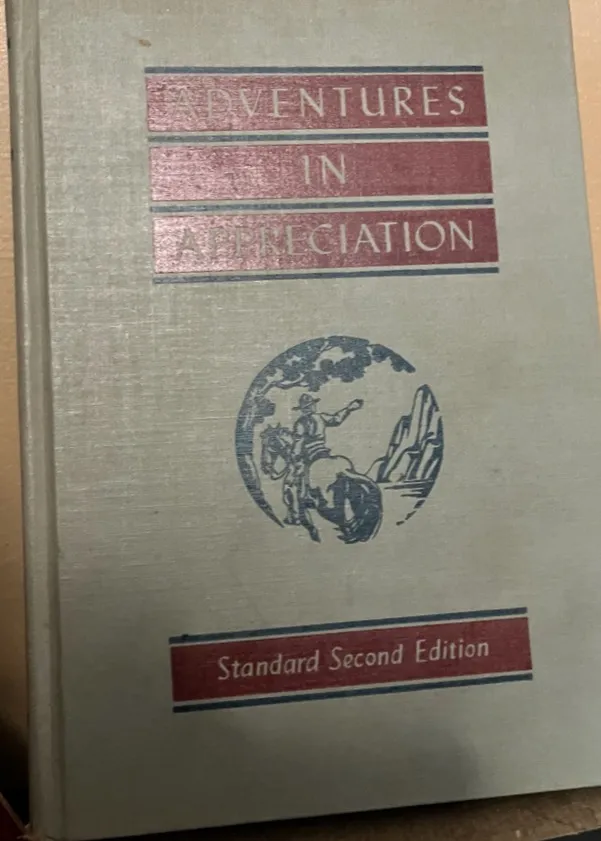 ADVENTURES
IN
APPRECIATION
Standard Second Edition